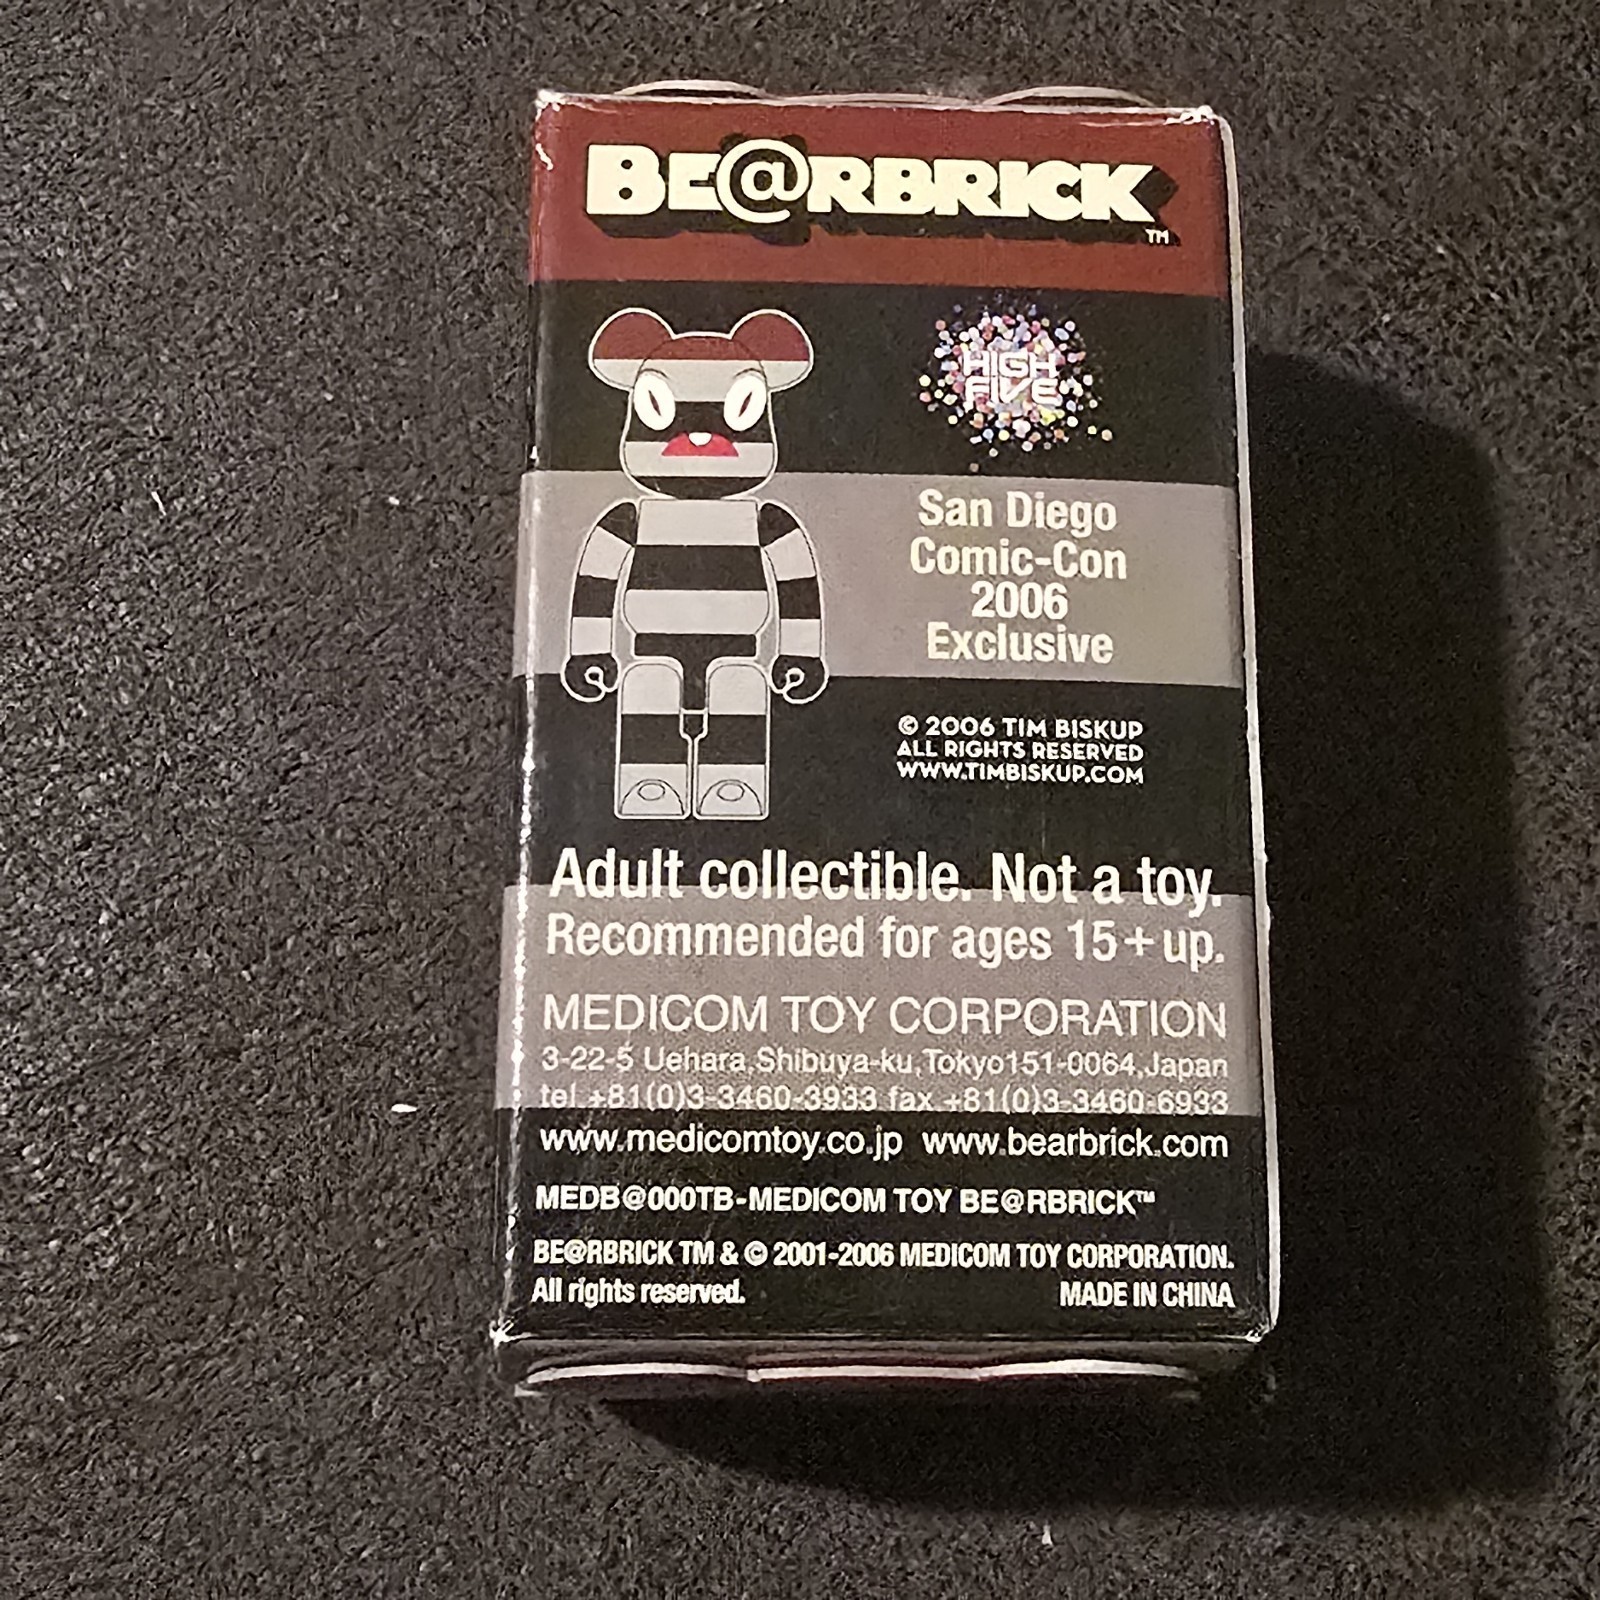 BE@RBRICK™
HIGH
FIVE
San Diego
Comic-Con
2006
Exclusive
© 2006 TIM BISKUP
ALL RIGHTS RESERVED
WWW.TIMBISKUP.COM
Adult collectible. Not a toy.
Recommended for ages 15+up.
MEDICOM TOY CORPORATION
3-22-5 Uehara,Shibuya-ku,Tokyo151-0064,Japan
tel.+81(0)3-3460-3933 fax.+81(0)3-3460-6933
www.medicomtoy.co.jp www.bearbrick.com
MEDB@000TB-MEDICOM TOY BE@RBRICK™
BE@RBRICK TM & © 2001-2006 MEDICOM TOY CORPORATION.
All rights reserved. MADE IN CHINA